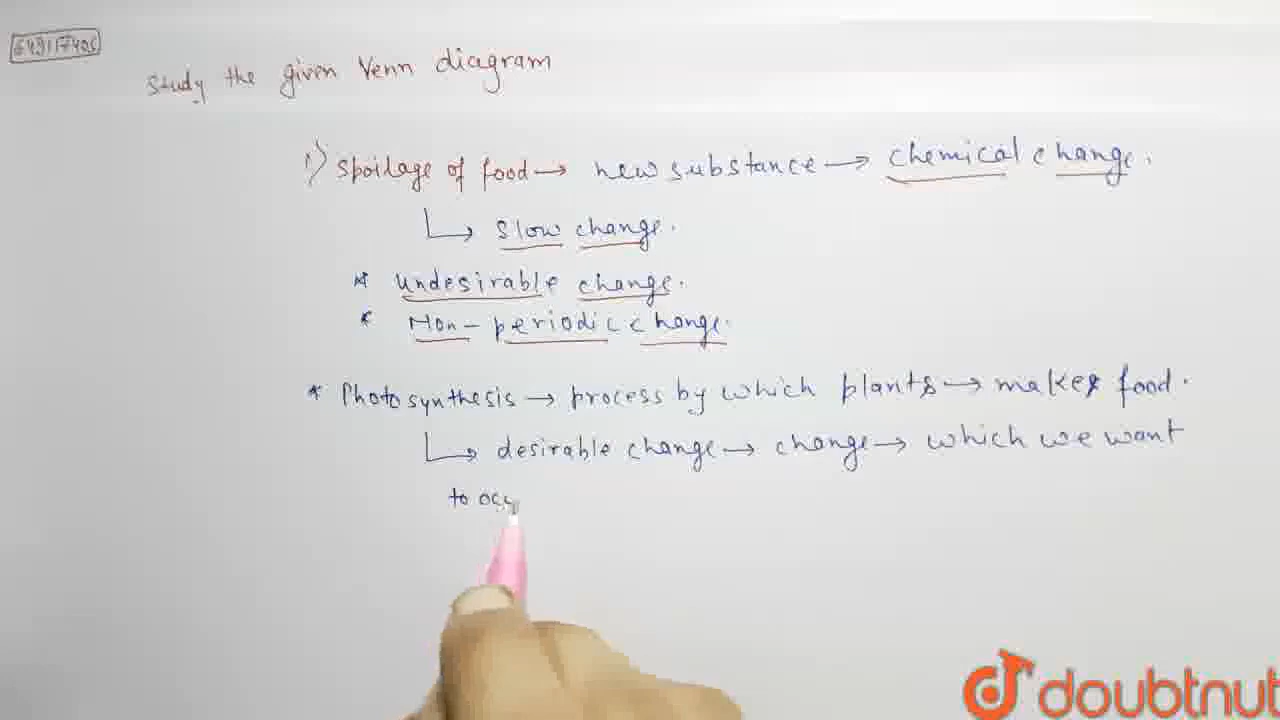 649117406
Study the given Venn diagram
1) Spoilage of food → new substance → chemical change.
↳ slow change.
* undesirable change.
* Non-periodic change.
* Photosynthesis → process by which plants → makes food.
↳ desirable change → change → which we want
to occ
doubtnut